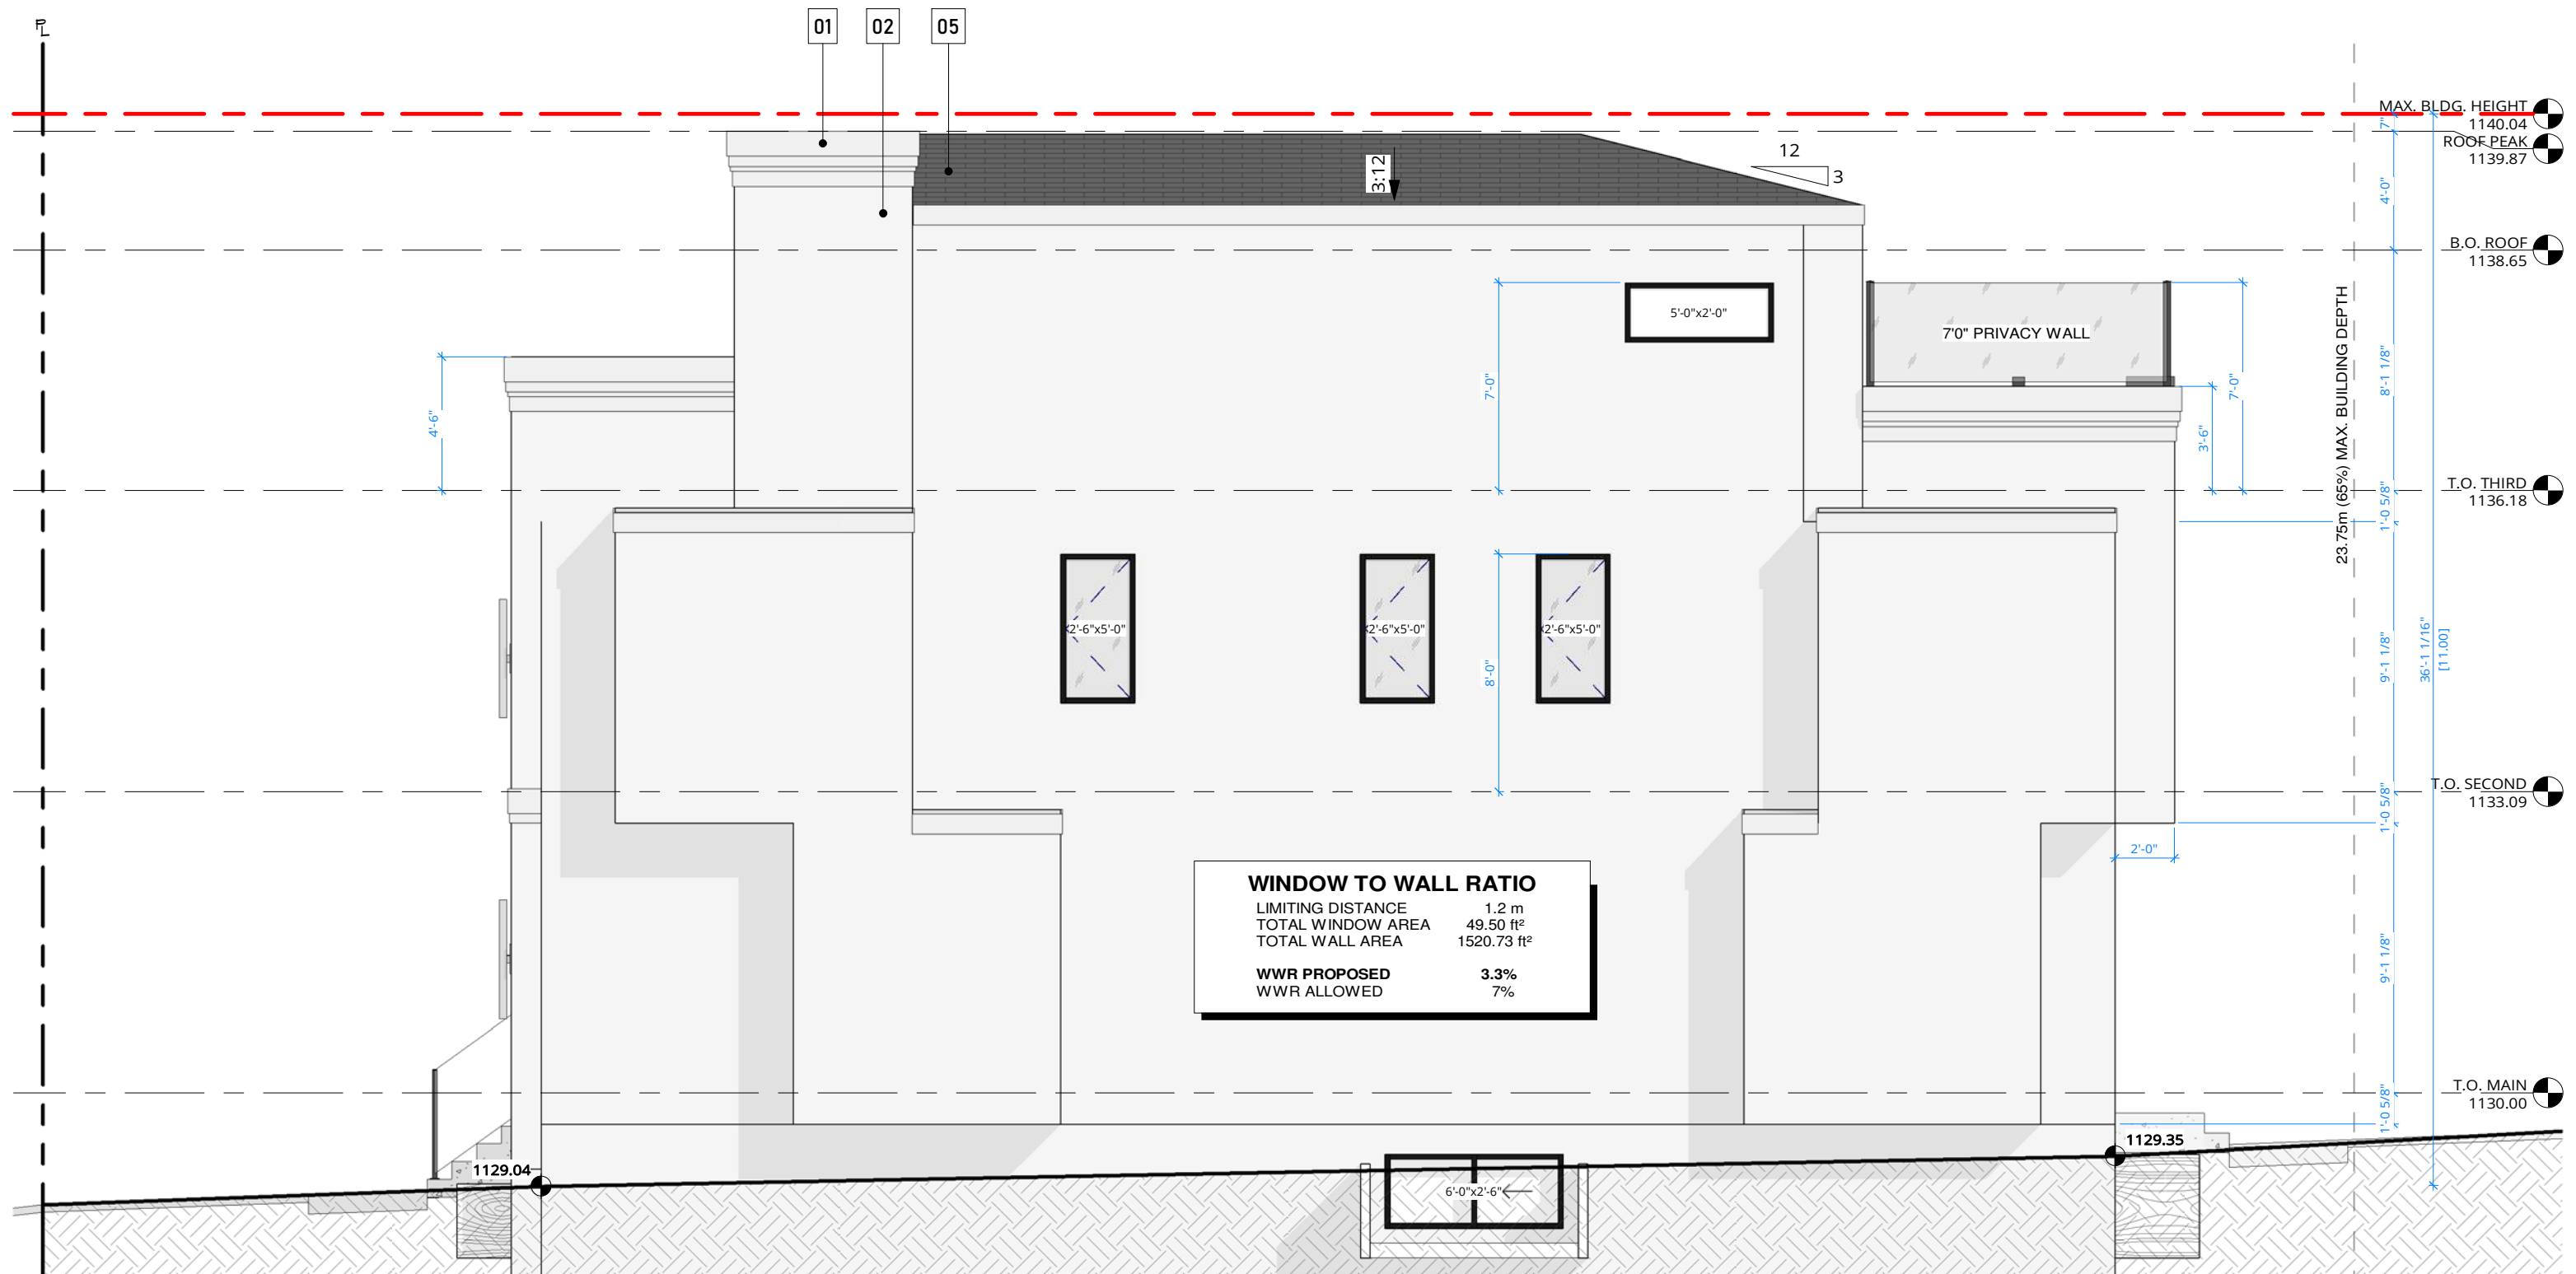 PL
01 02 05
MAX. BLDG. HEIGHT
1140.04
7"
ROOF PEAK
1139.87
12
3
3:12
4'-0"
B.O. ROOF
1138.65
5'-0"x2'-0"
7'0" PRIVACY WALL
23.75m (65%) MAX. BUILDING DEPTH
7'-0"
8'-1 1/8"
7'-0"
4'-6"
3'-6"
T.O. THIRD
1136.18
1'-0 5/8"
2'-6"x5'-0"
2'-6"x5'-0"
2'-6"x5'-0"
8'-0"
9'-1 1/8"
36'-1 1/16"
[11.00]
T.O. SECOND
1133.09
1'-0 5/8"
2'-0"
WINDOW TO WALL RATIO
LIMITING DISTANCE 1.2 m
TOTAL WINDOW AREA 49.50 ft²
TOTAL WALL AREA 1520.73 ft²
WWR PROPOSED 3.3%
WWR ALLOWED 7%
9'-1 1/8"
T.O. MAIN
1130.00
1'-0 5/8"
1129.35
1129.04
6'-0"x2'-6"